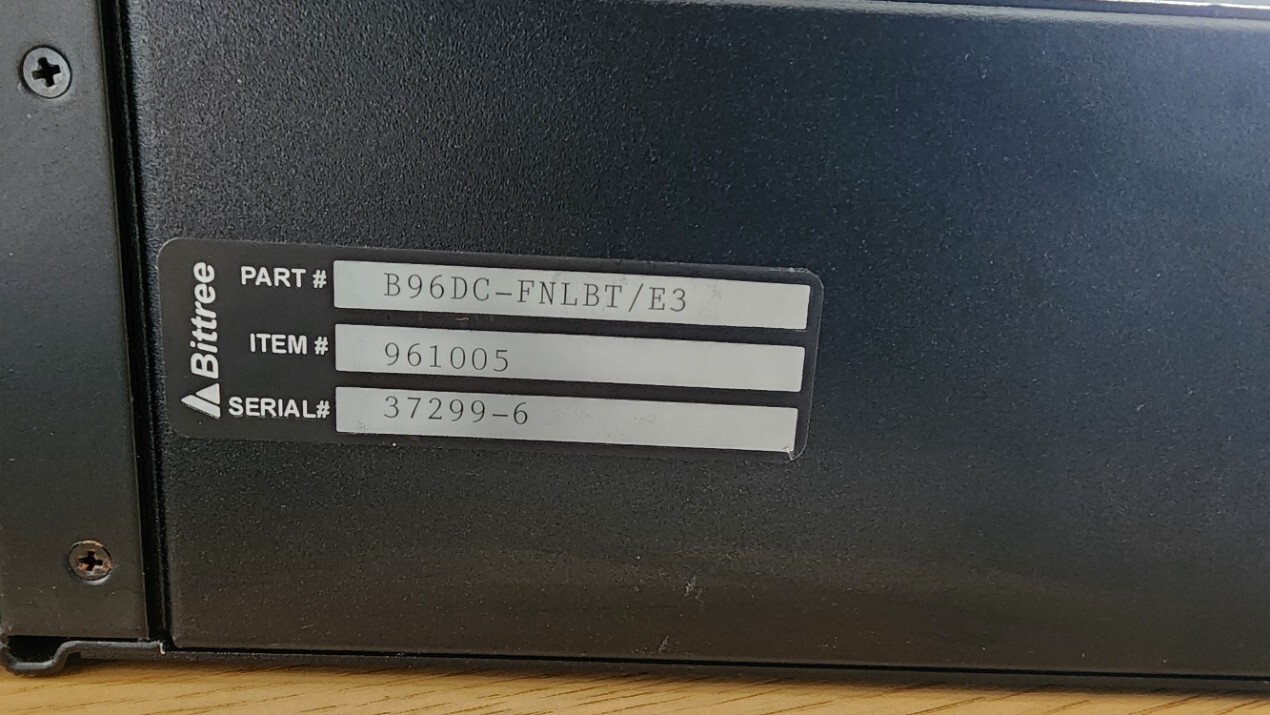 Bittree
PART # B96DC-FNLBT/E3
ITEM # 961005
SERIAL# 37299-6